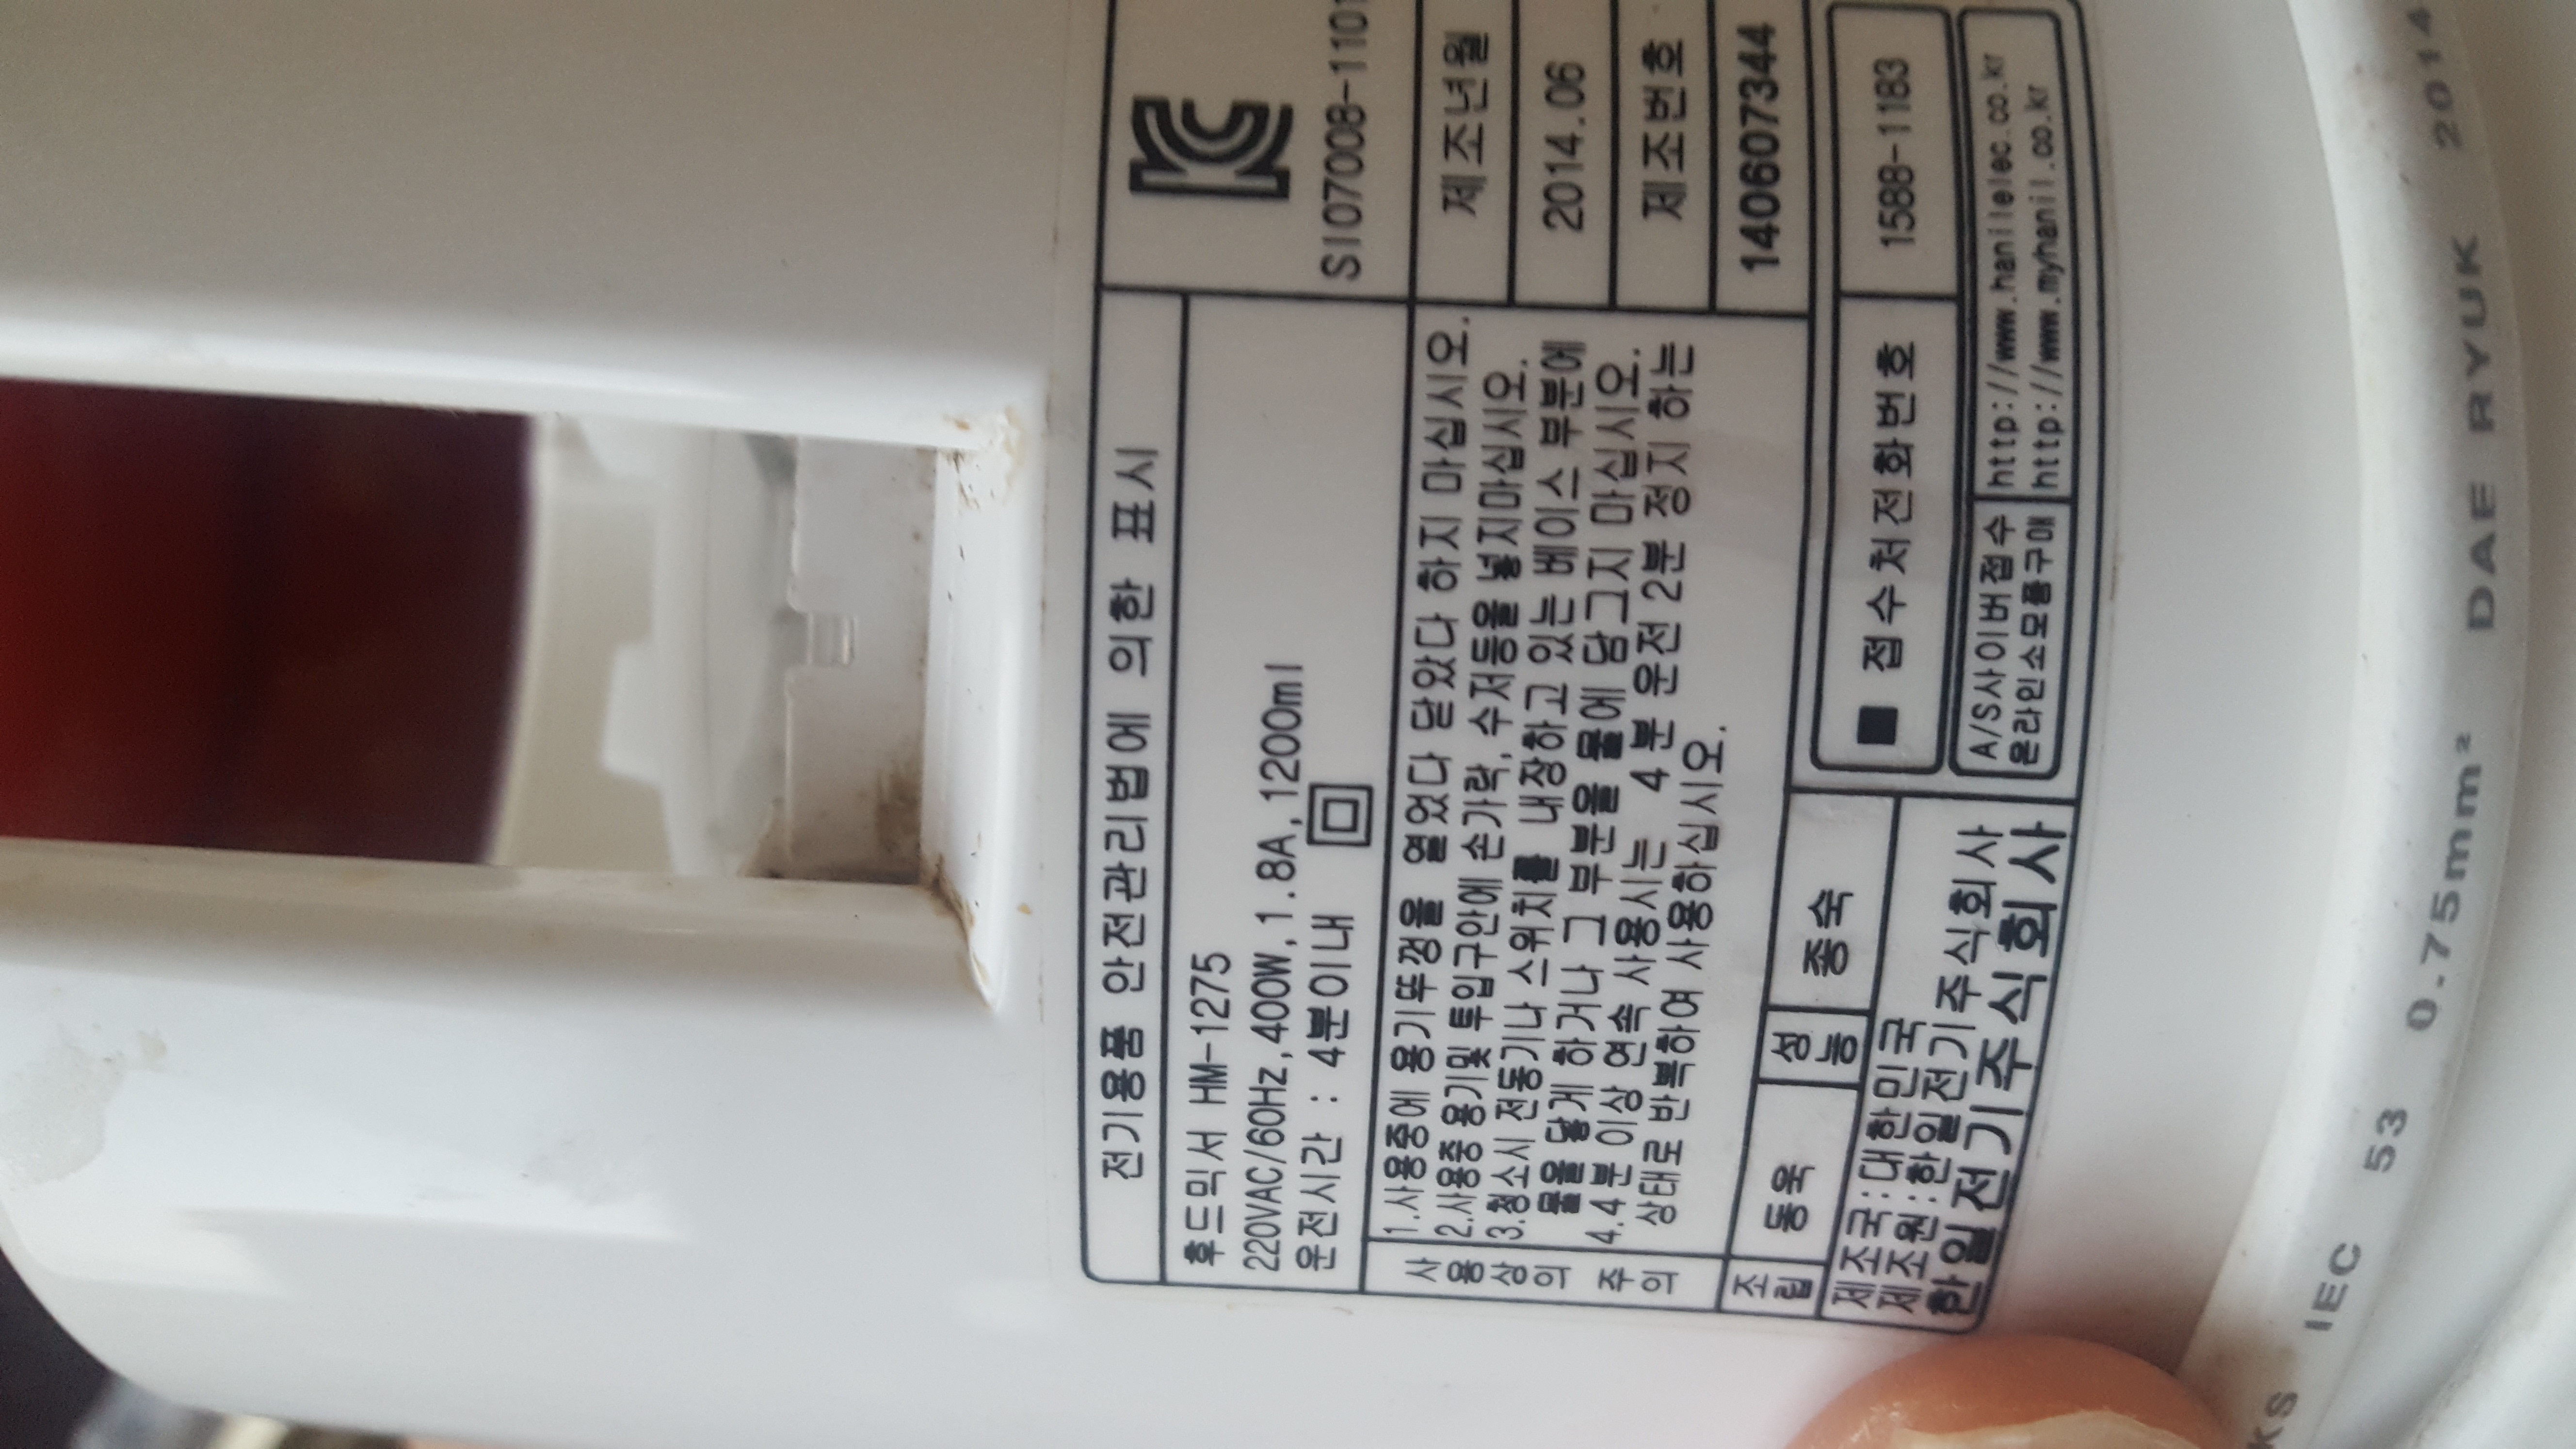 전기용품 안전관리법에 의한 표시
후드믹서 HM-1275
220VAC/60Hz,400W,1.8A,1200ml
운전시간 : 4분이내
KC
SI07008-1101
사용상의 주의
1.사용중에 용기뚜껑을 열었다 닫았다 하지 마십시오.
2.사용중 용기및 투입구안에 손가락, 수저등을 넣지마십시오.
3.청소시 전동기나 스위치를 내장하고 있는 베이스 부분에
물을 닿게 하거나 그 부분을 물에 담그지 마십시오.
4.4분 이상 연속 사용시는 4분 운전 2분 정지 하는
상태로 반복하여 사용하십시오.
제조년월
2014.06
제조번호
140607344
조립 동욱 성능 종숙
제조국:대한민국
제조원:한일전기주식회사
한일전기주식회사
■ 접수처전화번호 1588-1183
A/S사이버접수 http://www.hanilelec.co.kr
온라인소모품구매 http://www.myhanil.co.kr
KS IEC 53 0.75mm² DAE RYUK 2014